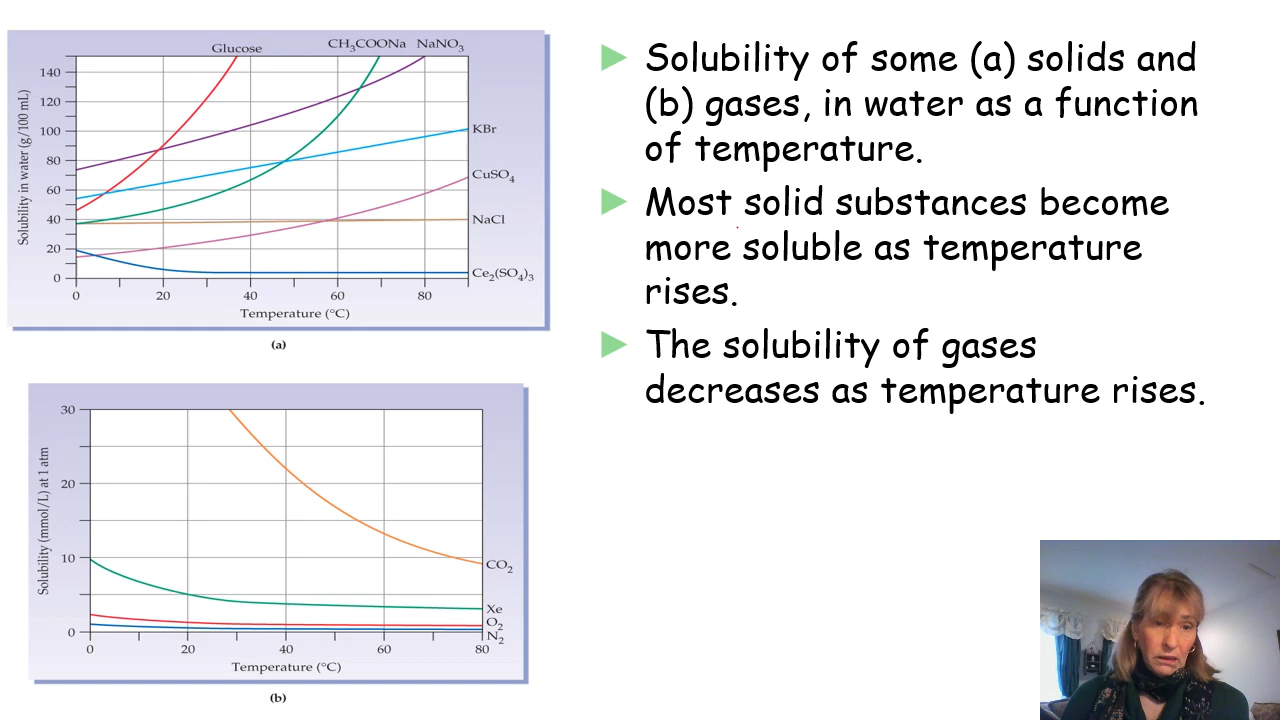 Glucose CH₃COONa NaNO₃
140
120
100
80
60
40
20
0
Solubility in water (g/100 mL)
KBr
CuSO₄
NaCl
Ce₂(SO₄)₃
0 20 40 60 80
Temperature (°C)
(a)
30
20
10
0
Solubility (mmol/L) at 1 atm
CO₂
Xe
O₂
N₂
0 20 40 60 80
Temperature (°C)
(b)
Solubility of some (a) solids and
(b) gases, in water as a function
of temperature.
Most solid substances become
more soluble as temperature
rises.
The solubility of gases
decreases as temperature rises.